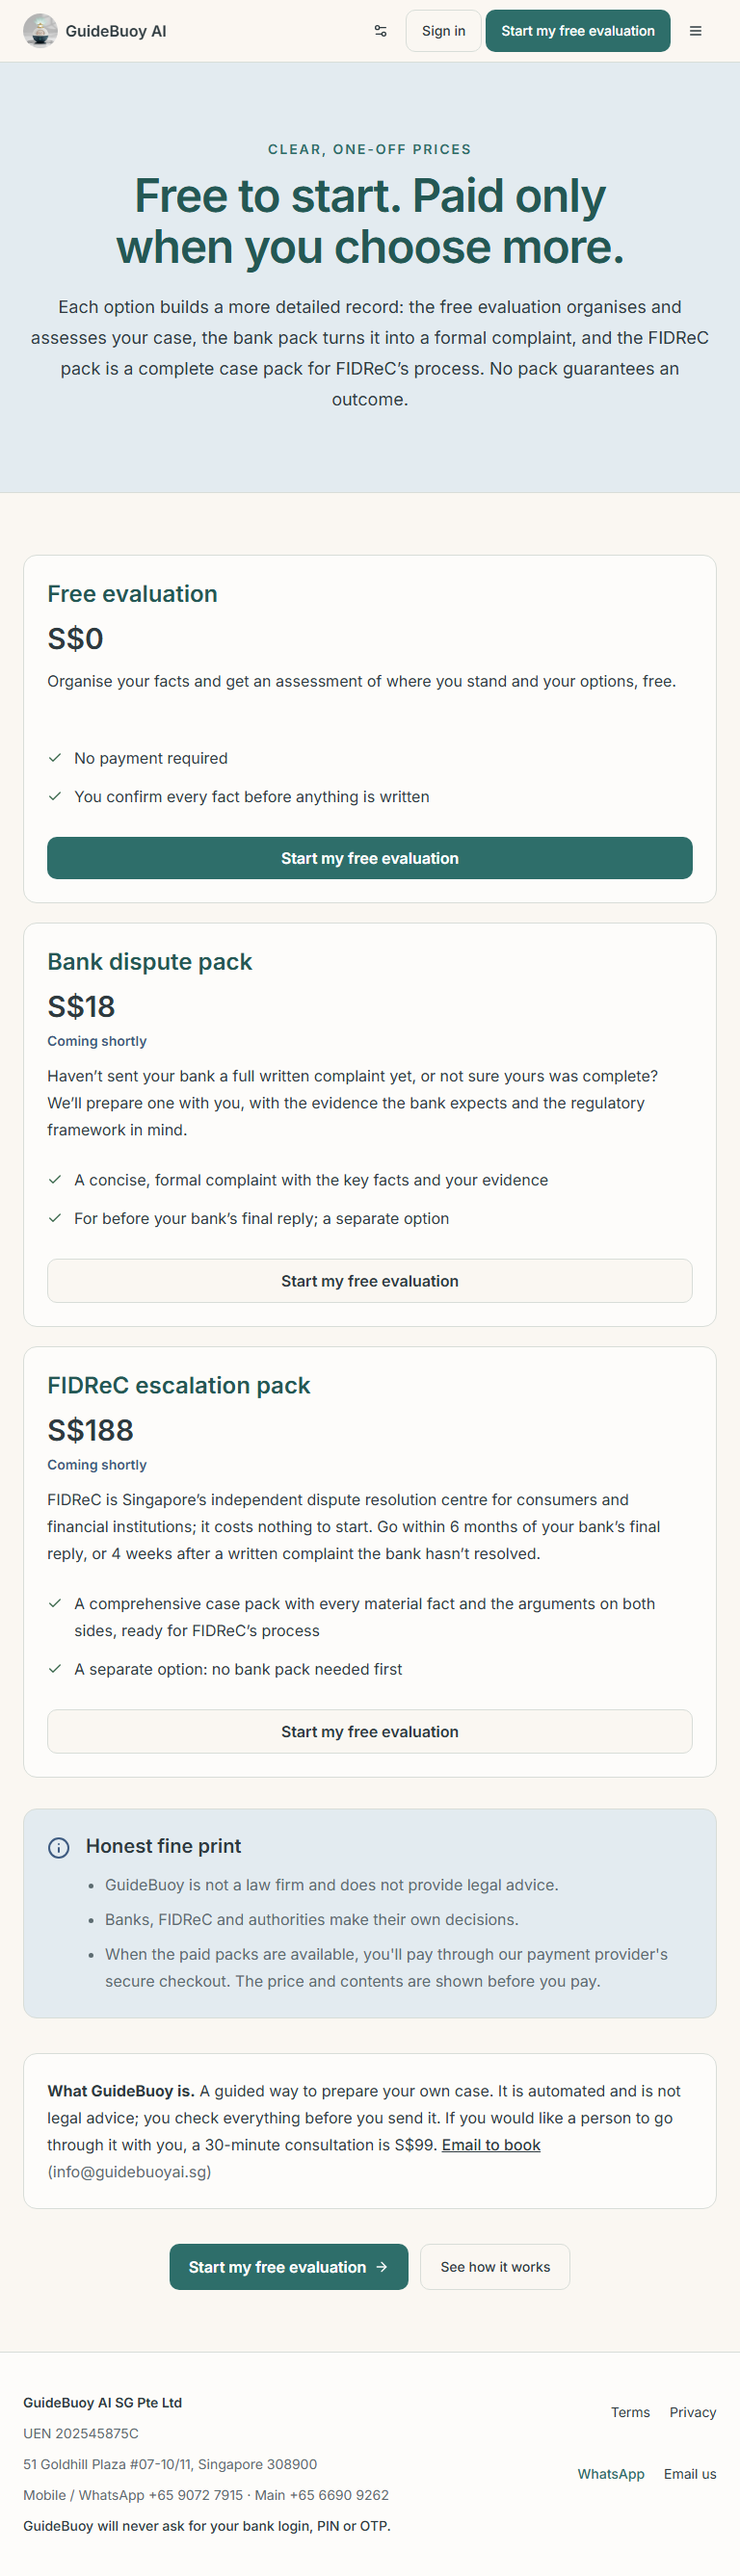 GuideBuoy AI
Sign in
Start my free evaluation
CLEAR, ONE-OFF PRICES
Free to start. Paid only
when you choose more.
Each option builds a more detailed record: the free evaluation organises and
assesses your case, the bank pack turns it into a formal complaint, and the FIDReC
pack is a complete case pack for FIDReC’s process. No pack guarantees an
outcome.
Free evaluation
S$0
Organise your facts and get an assessment of where you stand and your options, free.
No payment required
You confirm every fact before anything is written
Start my free evaluation
Bank dispute pack
S$18
Coming shortly
Haven’t sent your bank a full written complaint yet, or not sure yours was complete?
We’ll prepare one with you, with the evidence the bank expects and the regulatory
framework in mind.
A concise, formal complaint with the key facts and your evidence
For before your bank’s final reply; a separate option
Start my free evaluation
FIDReC escalation pack
S$188
Coming shortly
FIDReC is Singapore’s independent dispute resolution centre for consumers and
financial institutions; it costs nothing to start. Go within 6 months of your bank’s final
reply, or 4 weeks after a written complaint the bank hasn’t resolved.
A comprehensive case pack with every material fact and the arguments on both
sides, ready for FIDReC’s process
A separate option: no bank pack needed first
Start my free evaluation
Honest fine print
• GuideBuoy is not a law firm and does not provide legal advice.
• Banks, FIDReC and authorities make their own decisions.
• When the paid packs are available, you'll pay through our payment provider's
secure checkout. The price and contents are shown before you pay.
What GuideBuoy is. A guided way to prepare your own case. It is automated and is not
legal advice; you check everything before you send it. If you would like a person to go
through it with you, a 30-minute consultation is S$99. Email to book
(info@guidebuoyai.sg)
Start my free evaluation →
See how it works
GuideBuoy AI SG Pte Ltd
UEN 202545875C
51 Goldhill Plaza #07-10/11, Singapore 308900
Mobile / WhatsApp +65 9072 7915 · Main +65 6690 9262
GuideBuoy will never ask for your bank login, PIN or OTP.
Terms Privacy
WhatsApp Email us